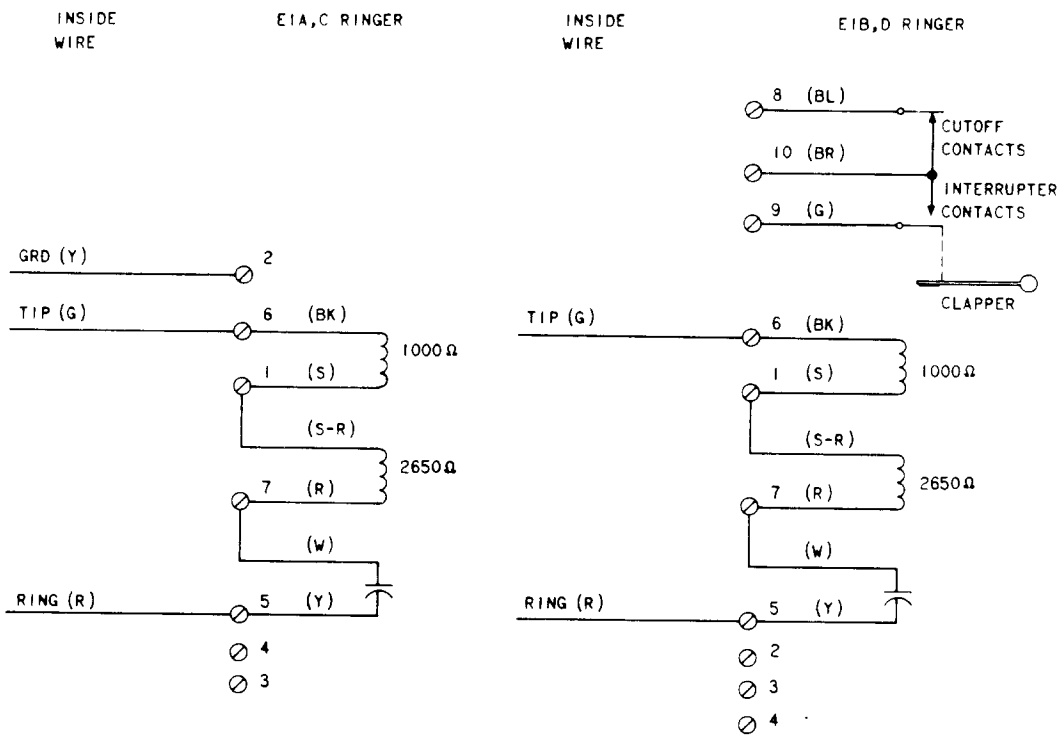 INSIDE WIRE
E1A,C RINGER
GRD (Y)
2
TIP (G)
6 (BK)
1000Ω
1 (S)
(S-R)
2650Ω
7 (R)
(W)
RING (R)
5 (Y)
4
3
INSIDE WIRE
E1B,D RINGER
8 (BL)
CUTOFF CONTACTS
10 (BR)
INTERRUPTER CONTACTS
9 (G)
CLAPPER
TIP (G)
6 (BK)
1000Ω
1 (S)
(S-R)
2650Ω
7 (R)
(W)
RING (R)
5 (Y)
2
3
4